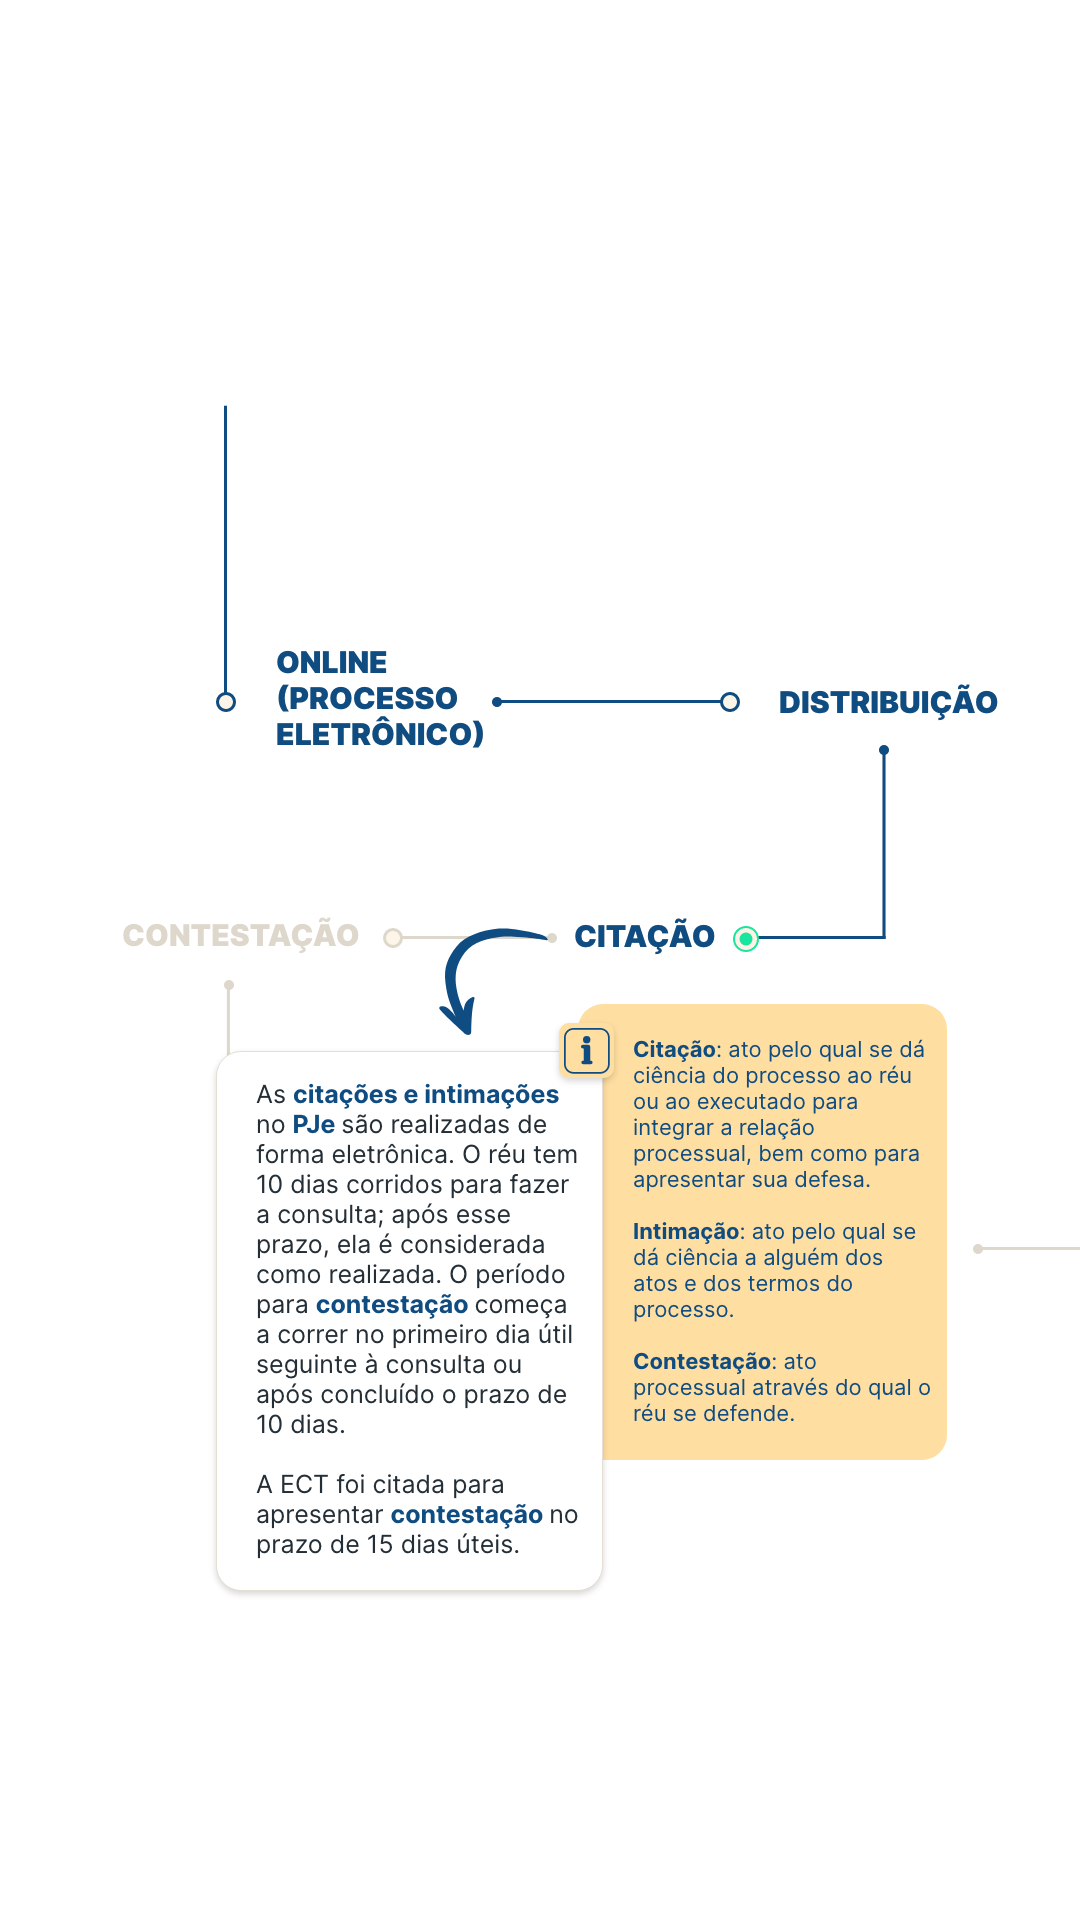 ONLINE
(PROCESSO
ELETRÔNICO)
DISTRIBUIÇÃO
CONTESTAÇÃO
CITAÇÃO
As citações e intimações
no PJe são realizadas de
forma eletrônica. O réu tem
10 dias corridos para fazer
a consulta; após esse
prazo, ela é considerada
como realizada. O período
para contestação começa
a correr no primeiro dia útil
seguinte à consulta ou
após concluído o prazo de
10 dias.
A ECT foi citada para
apresentar contestação no
prazo de 15 dias úteis.
i
Citação: ato pelo qual se dá
ciência do processo ao réu
ou ao executado para
integrar a relação
processual, bem como para
apresentar sua defesa.
Intimação: ato pelo qual se
dá ciência a alguém dos
atos e dos termos do
processo.
Contestação: ato
processual através do qual o
réu se defende.